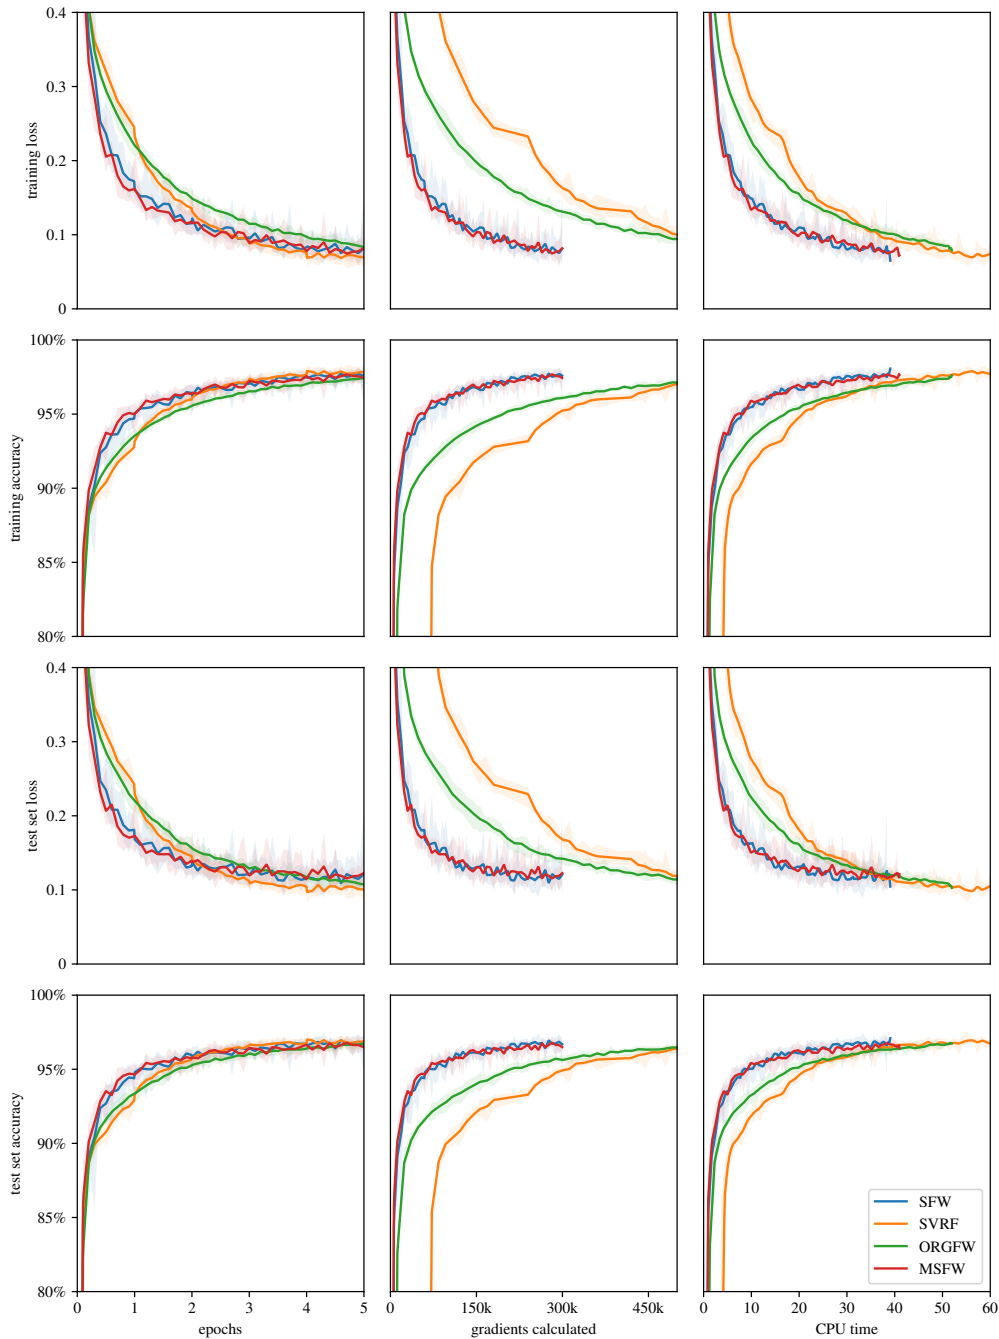 0.4
0.3
0.2
0.1
0
training loss
100%
95%
90%
85%
80%
training accuracy
0.4
0.3
0.2
0.1
0
test set loss
100%
95%
90%
85%
80%
test set accuracy
SFW
SVRF
ORGFW
MSFW
0 1 2 3 4 5
0 150k 300k 450k
0 10 20 30 40 50 60
epochs
gradients calculated
CPU time